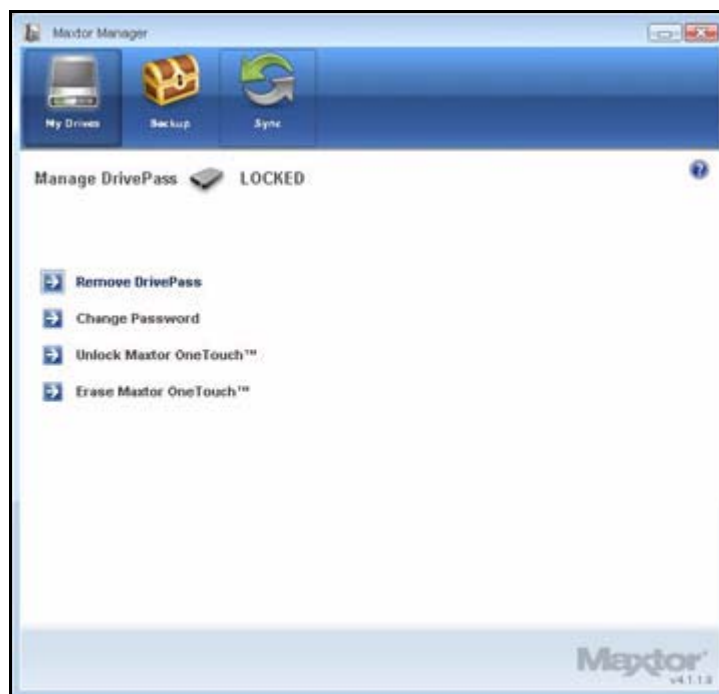 Maxtor Manager
My Drives Backup Sync
Manage DrivePass LOCKED
Remove DrivePass
Change Password
Unlock Maxtor OneTouch™
Erase Maxtor OneTouch™
Maxtor